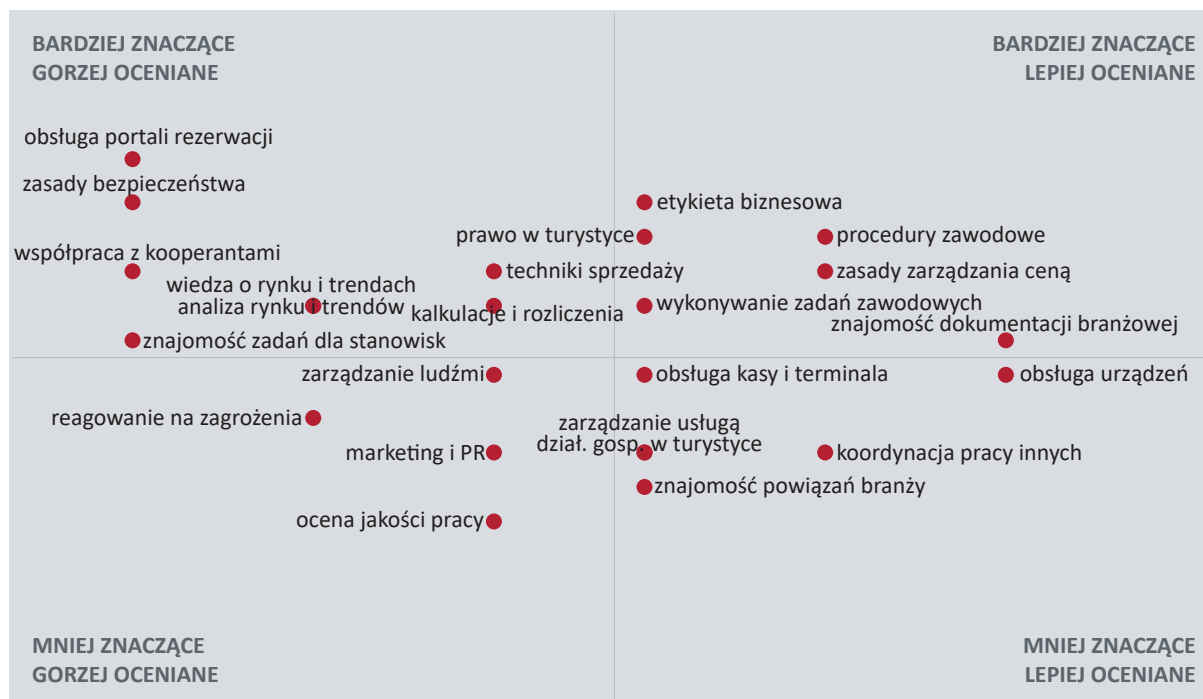 BARDZIEJ ZNACZĄCE
GORZEJ OCENIANE
BARDZIEJ ZNACZĄCE
LEPIEJ OCENIANE
obsługa portali rezerwacji
zasady bezpieczeństwa
etykieta biznesowa
prawo w turystyce
procedury zawodowe
współpraca z kooperantami
techniki sprzedaży
zasady zarządzania ceną
wiedza o rynku i trendach
analiza rynku i trendów
kalkulacje i rozliczenia
wykonywanie zadań zawodowych
znajomość dokumentacji branżowej
znajomość zadań dla stanowisk
zarządzanie ludźmi
obsługa kasy i terminala
obsługa urządzeń
reagowanie na zagrożenia
zarządzanie usługą
dział. gosp. w turystyce
marketing i PR
koordynacja pracy innych
znajomość powiązań branży
ocena jakości pracy
MNIEJ ZNACZĄCE
GORZEJ OCENIANE
MNIEJ ZNACZĄCE
LEPIEJ OCENIANE